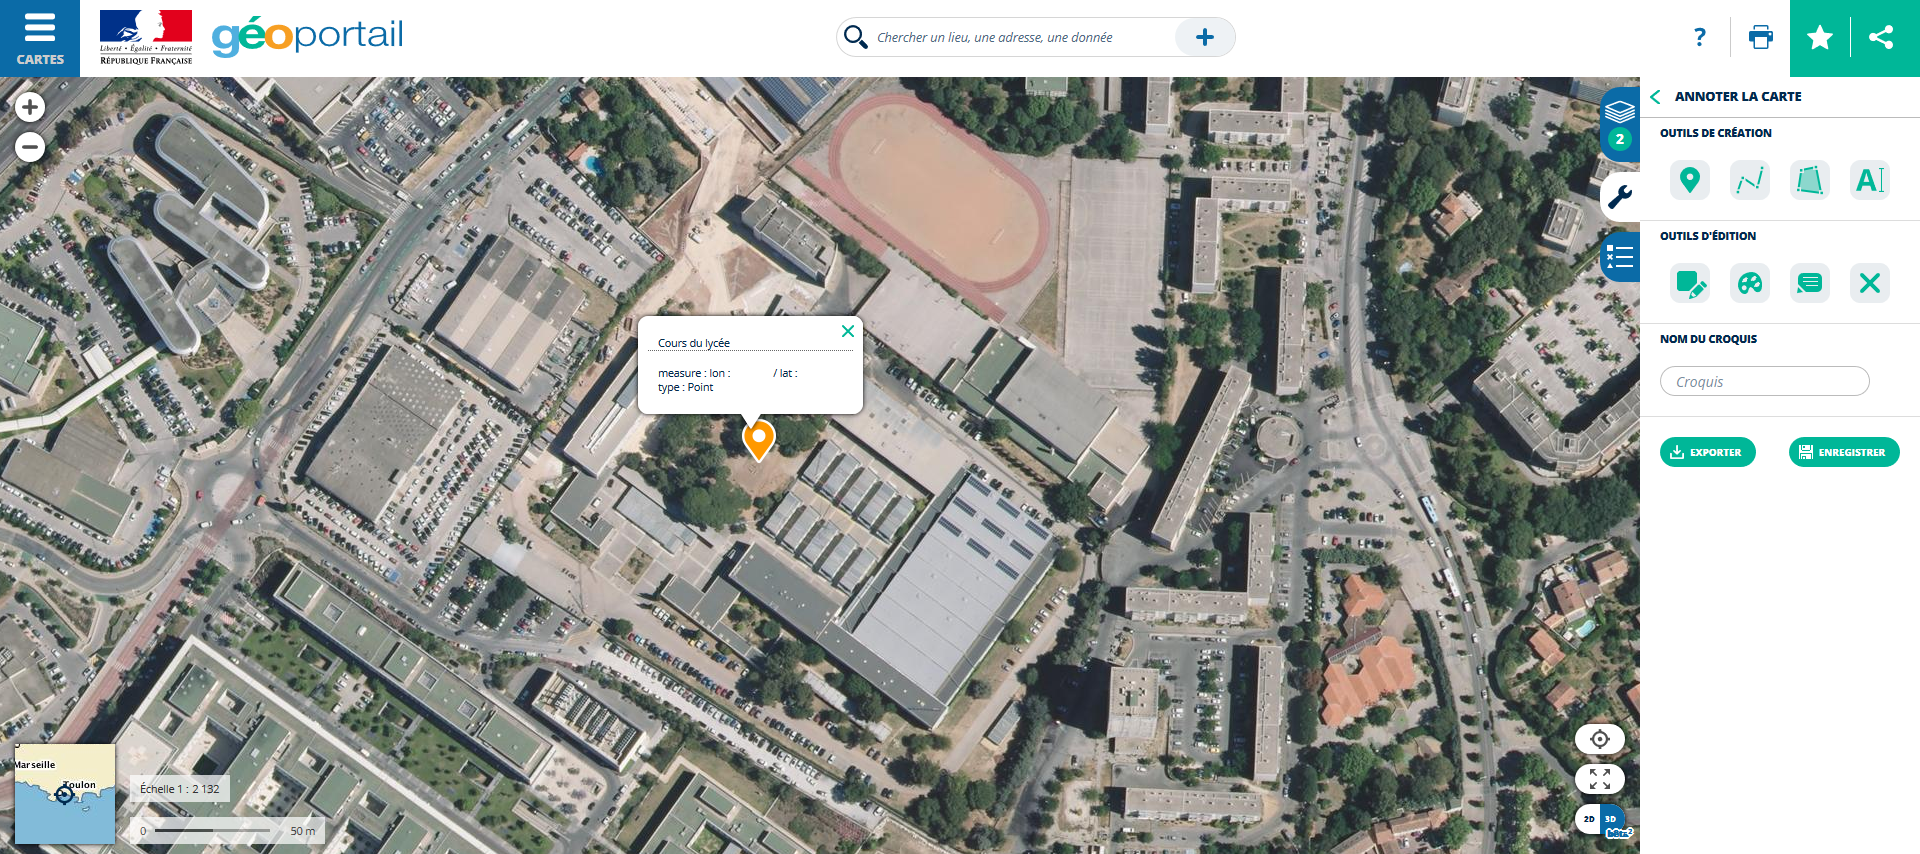 CARTES
Liberté • Égalité • Fraternité
RÉPUBLIQUE FRANÇAISE
géoportail
Chercher un lieu, une adresse, une donnée
+
?
2
ANNOTER LA CARTE
OUTILS DE CRÉATION
A
OUTILS D'ÉDITION
NOM DU CROQUIS
Croquis
EXPORTER
ENREGISTRER
Cours du lycée
measure : lon : / lat :
type : Point
Marseille
Toulon
Échelle 1 : 2 132
0 50 m
2D 3D
bêta